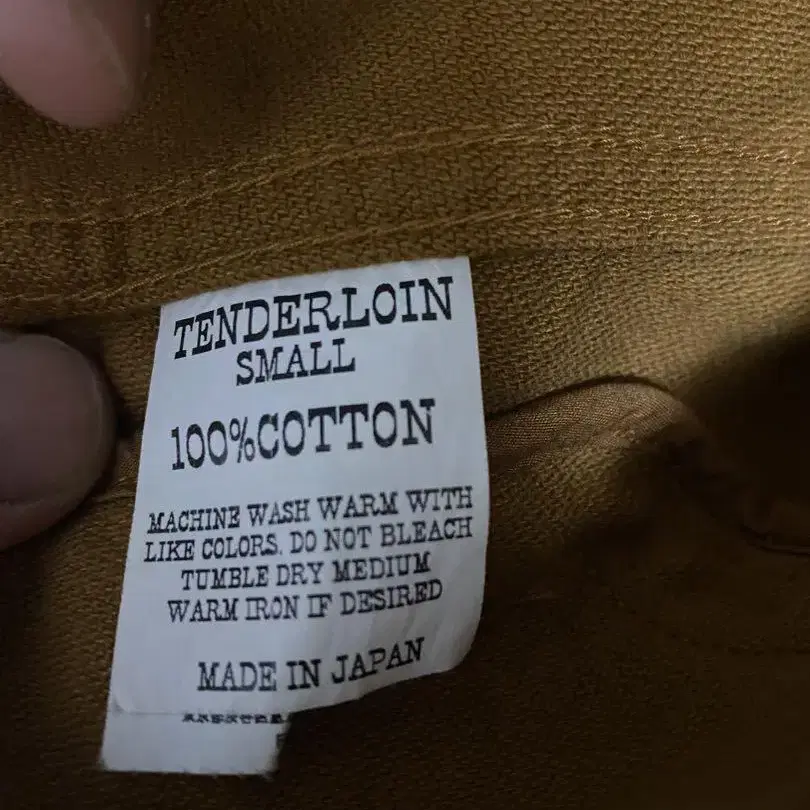 TENDERLOIN
SMALL
100%COTTON
MACHINE WASH WARM WITH
LIKE COLORS. DO NOT BLEACH
TUMBLE DRY MEDIUM
WARM IRON IF DESIRED
MADE IN JAPAN